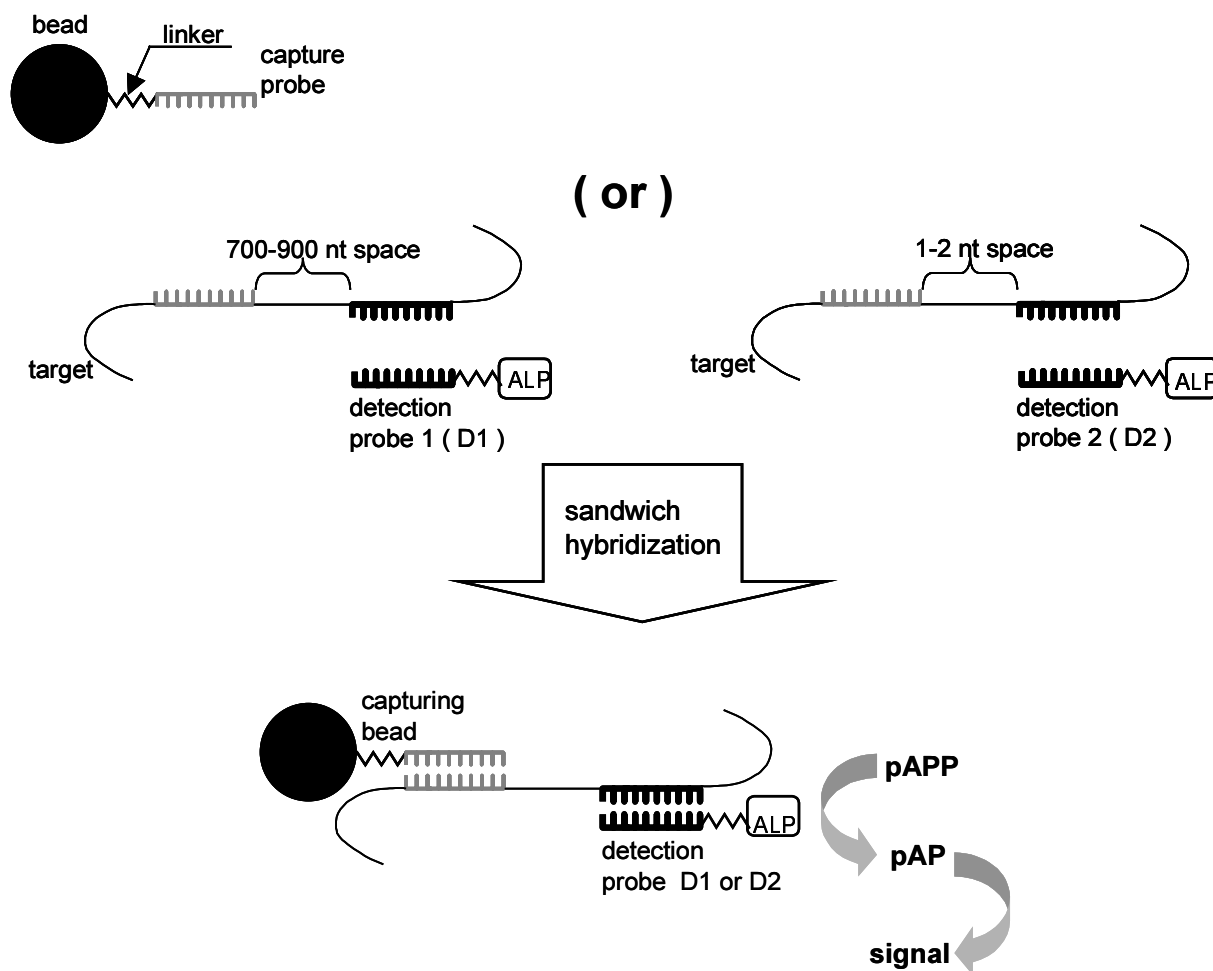 bead
linker
capture
probe
( or )
700-900 nt space
1-2 nt space
target
target
ALP
ALP
detection
probe 1 ( D1 )
detection
probe 2 ( D2 )
sandwich
hybridization
capturing
bead
pAPP
ALP
detection
probe D1 or D2
pAP
signal